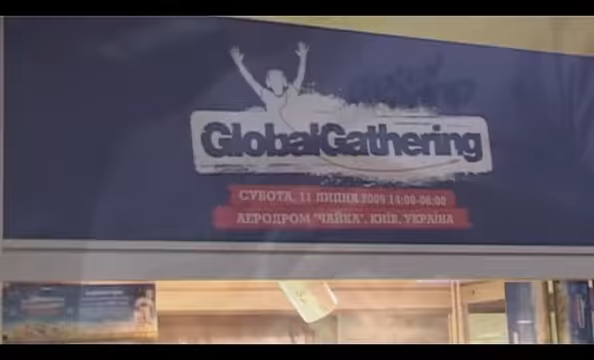 GlobalGathering
СУБОТА, 11 ЛИПНЯ 2009 14:00-06:00
АЕРОДРОМ "ЧАЙКА", КИЇВ, УКРАЇНА